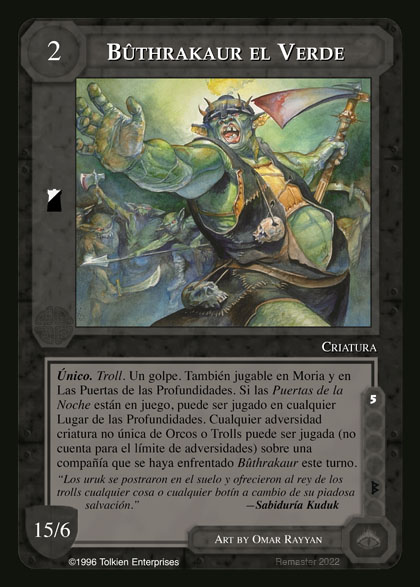 2
Bûthrakaur el Verde
Criatura
Único. Troll. Un golpe. También jugable en Moria y en
Las Puertas de las Profundidades. Si las Puertas de la
Noche están en juego, puede ser jugado en cualquier
Lugar de las Profundidades. Cualquier adversidad
criatura no única de Orcos o Trolls puede ser jugada (no
cuenta para el límite de adversidades) sobre una
compañía que se haya enfrentado Bûthrakaur este turno.
“Los uruk se postraron en el suelo y ofrecieron al rey de los
trolls cualquier cosa o cualquier botín a cambio de su piadosa
salvación.” —Sabiduría Kuduk
5
15/6
Art by Omar Rayyan
©1996 Tolkien Enterprises
Remaster 2022